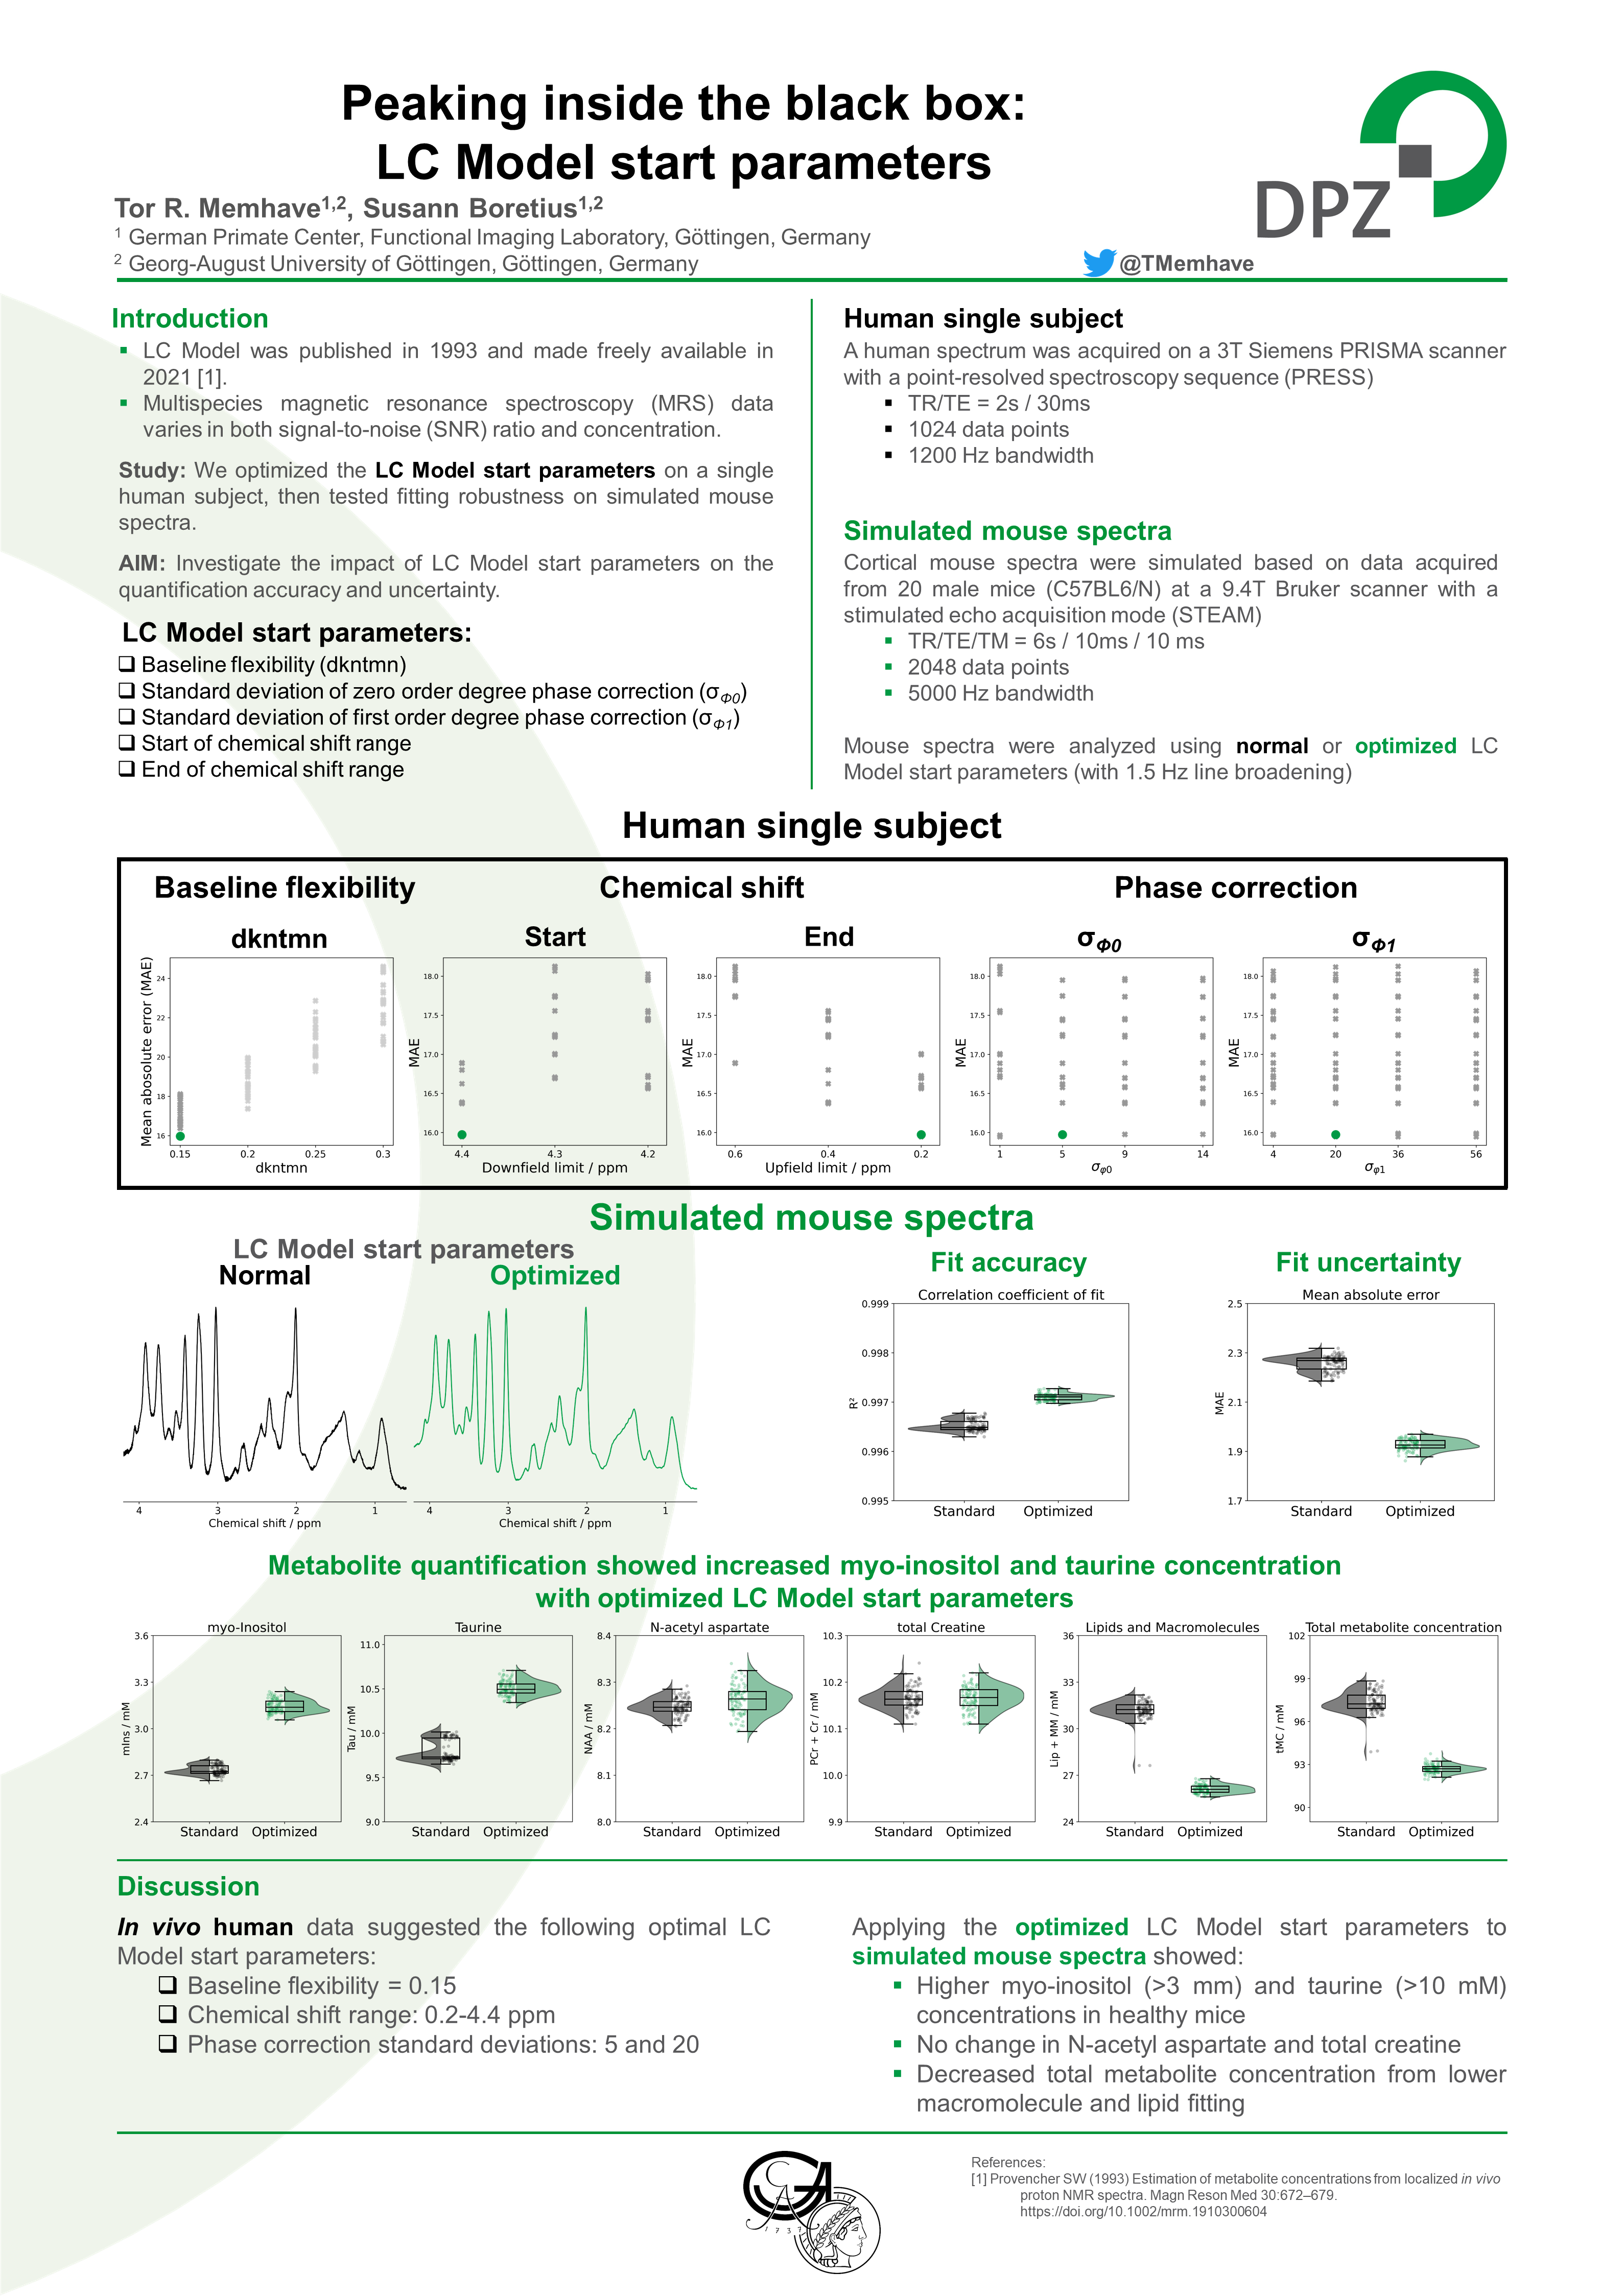 Peaking inside the black box:
LC Model start parameters
Tor R. Memhave1,2, Susann Boretius1,2
1 German Primate Center, Functional Imaging Laboratory, Göttingen, Germany
2 Georg-August University of Göttingen, Göttingen, Germany
@TMemhave
DPZ
Introduction
▪ LC Model was published in 1993 and made freely available in
2021 [1].
▪ Multispecies magnetic resonance spectroscopy (MRS) data
varies in both signal-to-noise (SNR) ratio and concentration.
Study: We optimized the LC Model start parameters on a single
human subject, then tested fitting robustness on simulated mouse
spectra.
AIM: Investigate the impact of LC Model start parameters on the
quantification accuracy and uncertainty.
LC Model start parameters:
❑ Baseline flexibility (dkntmn)
❑ Standard deviation of zero order degree phase correction (σΦ0)
❑ Standard deviation of first order degree phase correction (σΦ1)
❑ Start of chemical shift range
❑ End of chemical shift range
Human single subject
A human spectrum was acquired on a 3T Siemens PRISMA scanner
with a point-resolved spectroscopy sequence (PRESS)
▪ TR/TE = 2s / 30ms
▪ 1024 data points
▪ 1200 Hz bandwidth
Simulated mouse spectra
Cortical mouse spectra were simulated based on data acquired
from 20 male mice (C57BL6/N) at a 9.4T Bruker scanner with a
stimulated echo acquisition mode (STEAM)
▪ TR/TE/TM = 6s / 10ms / 10 ms
▪ 2048 data points
▪ 5000 Hz bandwidth
Mouse spectra were analyzed using normal or optimized LC
Model start parameters (with 1.5 Hz line broadening)
Human single subject
Baseline flexibility
Chemical shift
Phase correction
dkntmn
Mean abosolute error (MAE)
24
22
20
18
16
0.15 0.2 0.25 0.3
dkntmn
Start
MAE
18.0
17.5
17.0
16.5
16.0
4.4 4.3 4.2
Downfield limit / ppm
End
MAE
18.0
17.5
17.0
16.5
16.0
0.6 0.4 0.2
Upfield limit / ppm
σΦ0
MAE
18.0
17.5
17.0
16.5
16.0
1 5 9 14
σφ0
σΦ1
MAE
18.0
17.5
17.0
16.5
16.0
4 20 36 56
σφ1
Simulated mouse spectra
LC Model start parameters
Normal
4 3 2 1
Chemical shift / ppm
Optimized
4 3 2 1
Chemical shift / ppm
Fit accuracy
Correlation coefficient of fit
R²
0.999
0.998
0.997
0.996
0.995
Standard Optimized
Fit uncertainty
Mean absolute error
MAE
2.5
2.3
2.1
1.9
1.7
Standard Optimized
Metabolite quantification showed increased myo-inositol and taurine concentration
with optimized LC Model start parameters
myo-Inositol
mIns / mM
3.6
3.3
3.0
2.7
2.4
Standard Optimized
Taurine
Tau / mM
11.0
10.5
10.0
9.5
9.0
Standard Optimized
N-acetyl aspartate
NAA / mM
8.4
8.3
8.2
8.1
8.0
Standard Optimized
total Creatine
PCr + Cr / mM
10.3
10.2
10.1
10.0
9.9
Standard Optimized
Lipids and Macromolecules
Lip + MM / mM
36
33
30
27
24
Standard Optimized
Total metabolite concentration
tMC / mM
102
99
96
93
90
Standard Optimized
Discussion
In vivo human data suggested the following optimal LC
Model start parameters:
❑ Baseline flexibility = 0.15
❑ Chemical shift range: 0.2-4.4 ppm
❑ Phase correction standard deviations: 5 and 20
Applying the optimized LC Model start parameters to
simulated mouse spectra showed:
▪ Higher myo-inositol (>3 mm) and taurine (>10 mM)
concentrations in healthy mice
▪ No change in N-acetyl aspartate and total creatine
▪ Decreased total metabolite concentration from lower
macromolecule and lipid fitting
1737
References:
[1] Provencher SW (1993) Estimation of metabolite concentrations from localized in vivo
proton NMR spectra. Magn Reson Med 30:672–679.
https://doi.org/10.1002/mrm.1910300604